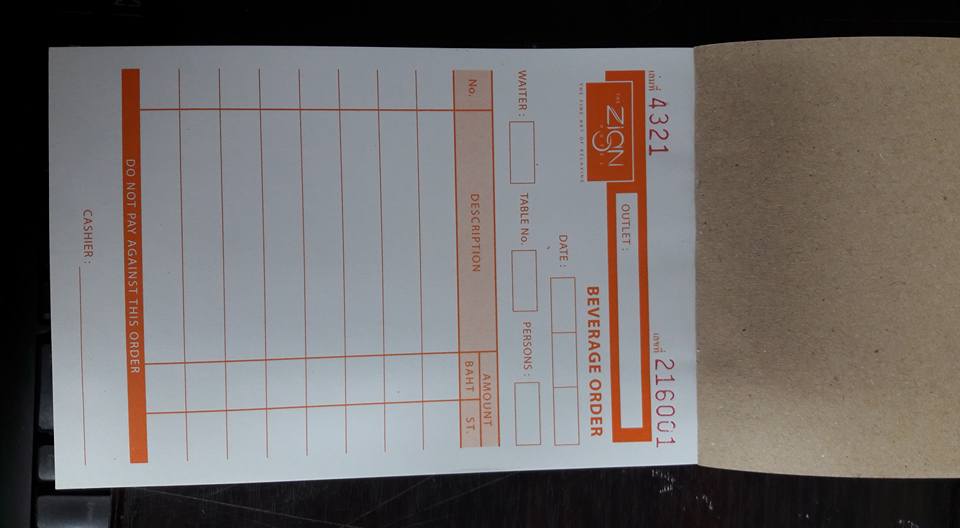 เล่มที่ 4321 เลขที่ 216001
THE
ZIGN
HOTEL
THE FINE ART OF RELAXING
OUTLET :
BEVERAGE ORDER
DATE :
WAITER : TABLE No. PERSONS :
No. DESCRIPTION AMOUNT
BAHT ST.
DO NOT PAY AGAINST THIS ORDER
CASHIER :